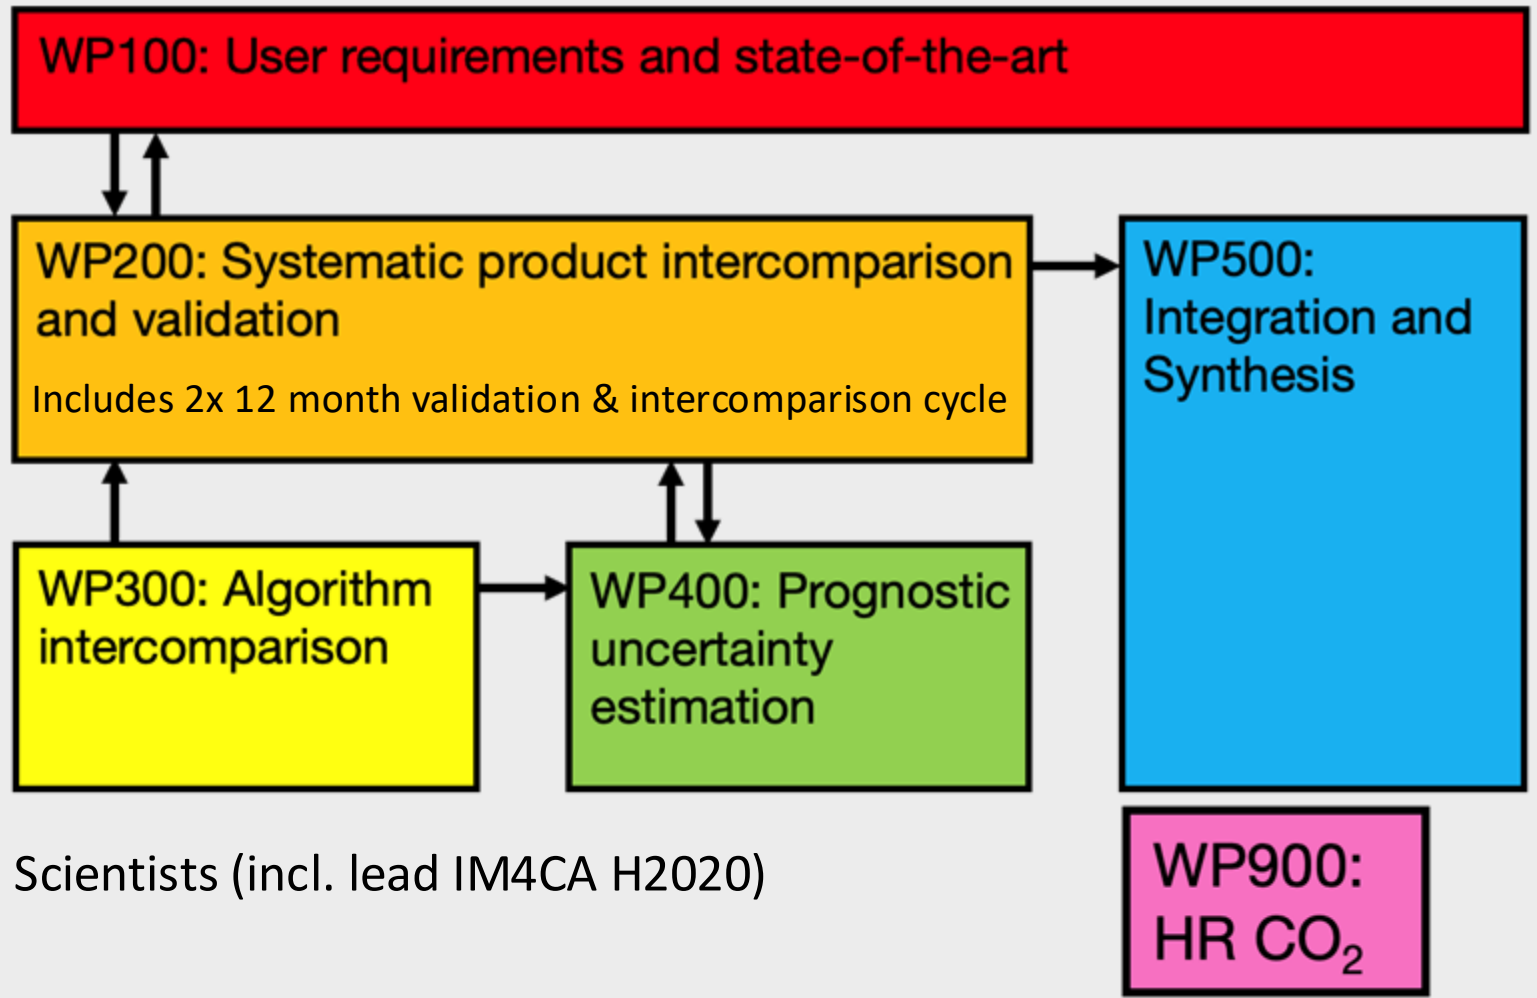 WP100: User requirements and state-of-the-art
WP200: Systematic product intercomparison
and validation
Includes 2x 12 month validation & intercomparison cycle
WP500:
Integration and
Synthesis
WP300: Algorithm
intercomparison
WP400: Prognostic
uncertainty
estimation
Scientists (incl. lead IM4CA H2020)
WP900:
HR CO₂